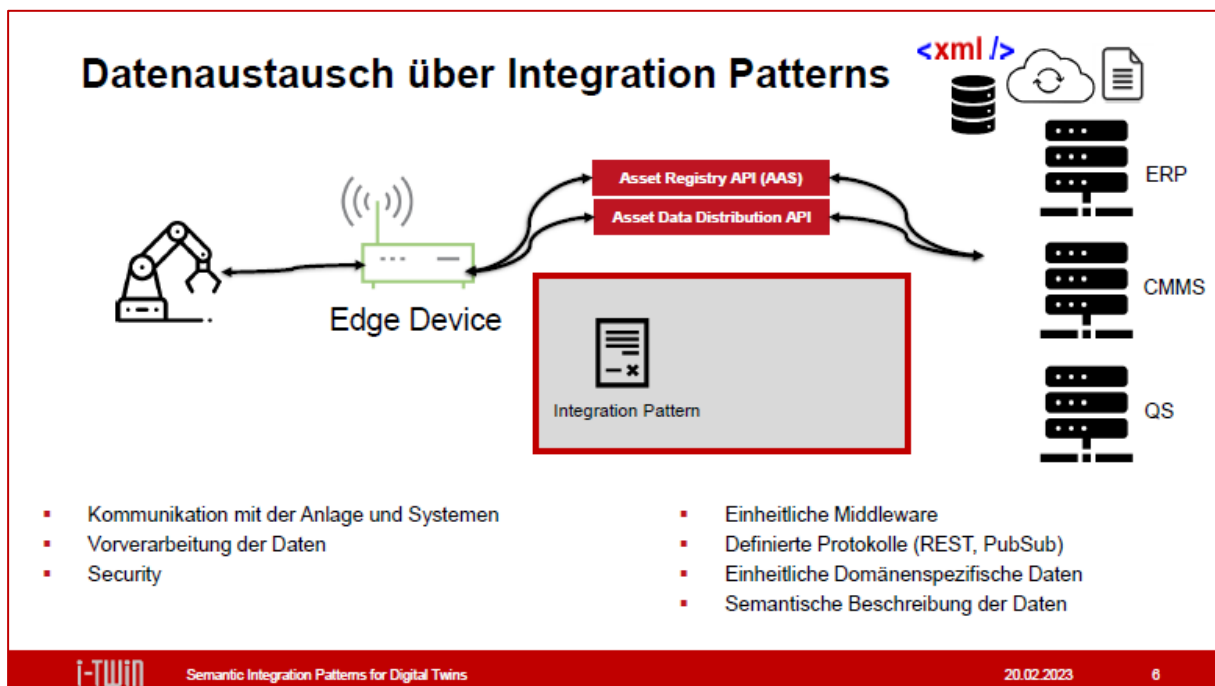 <xml />
Datenaustausch über Integration Patterns
Asset Registry API (AAS)
Asset Data Distribution API
ERP
Edge Device
CMMS
Integration Pattern
QS
Kommunikation mit der Anlage und Systemen
Vorverarbeitung der Daten
Security
Einheitliche Middleware
Definierte Protokolle (REST, PubSub)
Einheitliche Domänenspezifische Daten
Semantische Beschreibung der Daten
i-TWiN
Semantic Integration Patterns for Digital Twins
20.02.2023
6